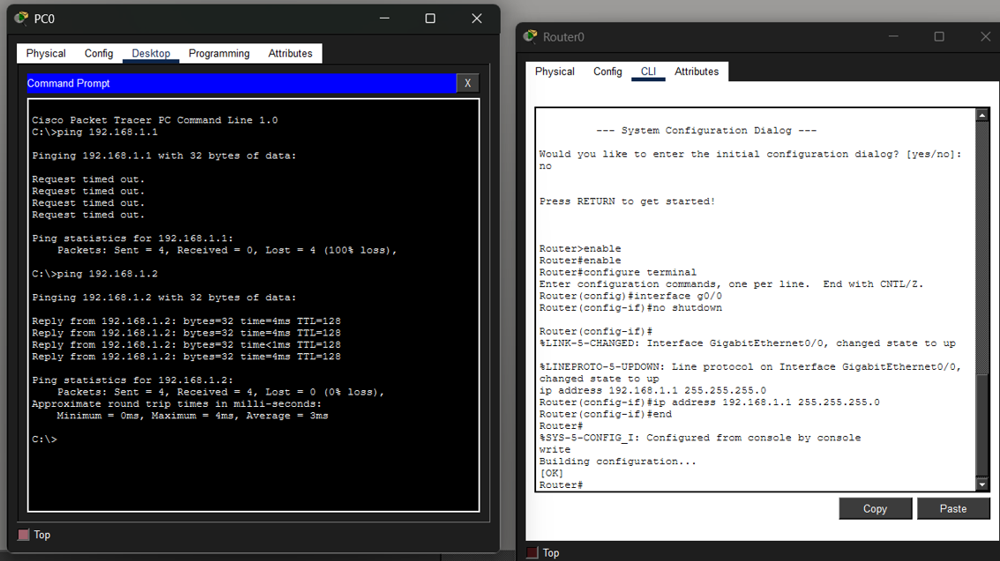 PC0
Physical Config Desktop Programming Attributes
Command Prompt
X
Cisco Packet Tracer PC Command Line 1.0
C:\>ping 192.168.1.1
Pinging 192.168.1.1 with 32 bytes of data:
Request timed out.
Request timed out.
Request timed out.
Request timed out.
Ping statistics for 192.168.1.1:
Packets: Sent = 4, Received = 0, Lost = 4 (100% loss),
C:\>ping 192.168.1.2
Pinging 192.168.1.2 with 32 bytes of data:
Reply from 192.168.1.2: bytes=32 time=4ms TTL=128
Reply from 192.168.1.2: bytes=32 time=4ms TTL=128
Reply from 192.168.1.2: bytes=32 time<1ms TTL=128
Reply from 192.168.1.2: bytes=32 time=4ms TTL=128
Ping statistics for 192.168.1.2:
Packets: Sent = 4, Received = 4, Lost = 0 (0% loss),
Approximate round trip times in milli-seconds:
Minimum = 0ms, Maximum = 4ms, Average = 3ms
C:\>
Top
Router0
Physical Config CLI Attributes
--- System Configuration Dialog ---
Would you like to enter the initial configuration dialog? [yes/no]:
no
Press RETURN to get started!
Router>enable
Router#enable
Router#configure terminal
Enter configuration commands, one per line. End with CNTL/Z.
Router(config)#interface g0/0
Router(config-if)#no shutdown
Router(config-if)#
%LINK-5-CHANGED: Interface GigabitEthernet0/0, changed state to up
%LINEPROTO-5-UPDOWN: Line protocol on Interface GigabitEthernet0/0,
changed state to up
ip address 192.168.1.1 255.255.255.0
Router(config-if)#ip address 192.168.1.1 255.255.255.0
Router(config-if)#end
Router#
%SYS-5-CONFIG_I: Configured from console by console
write
Building configuration...
[OK]
Router#
Copy Paste
Top